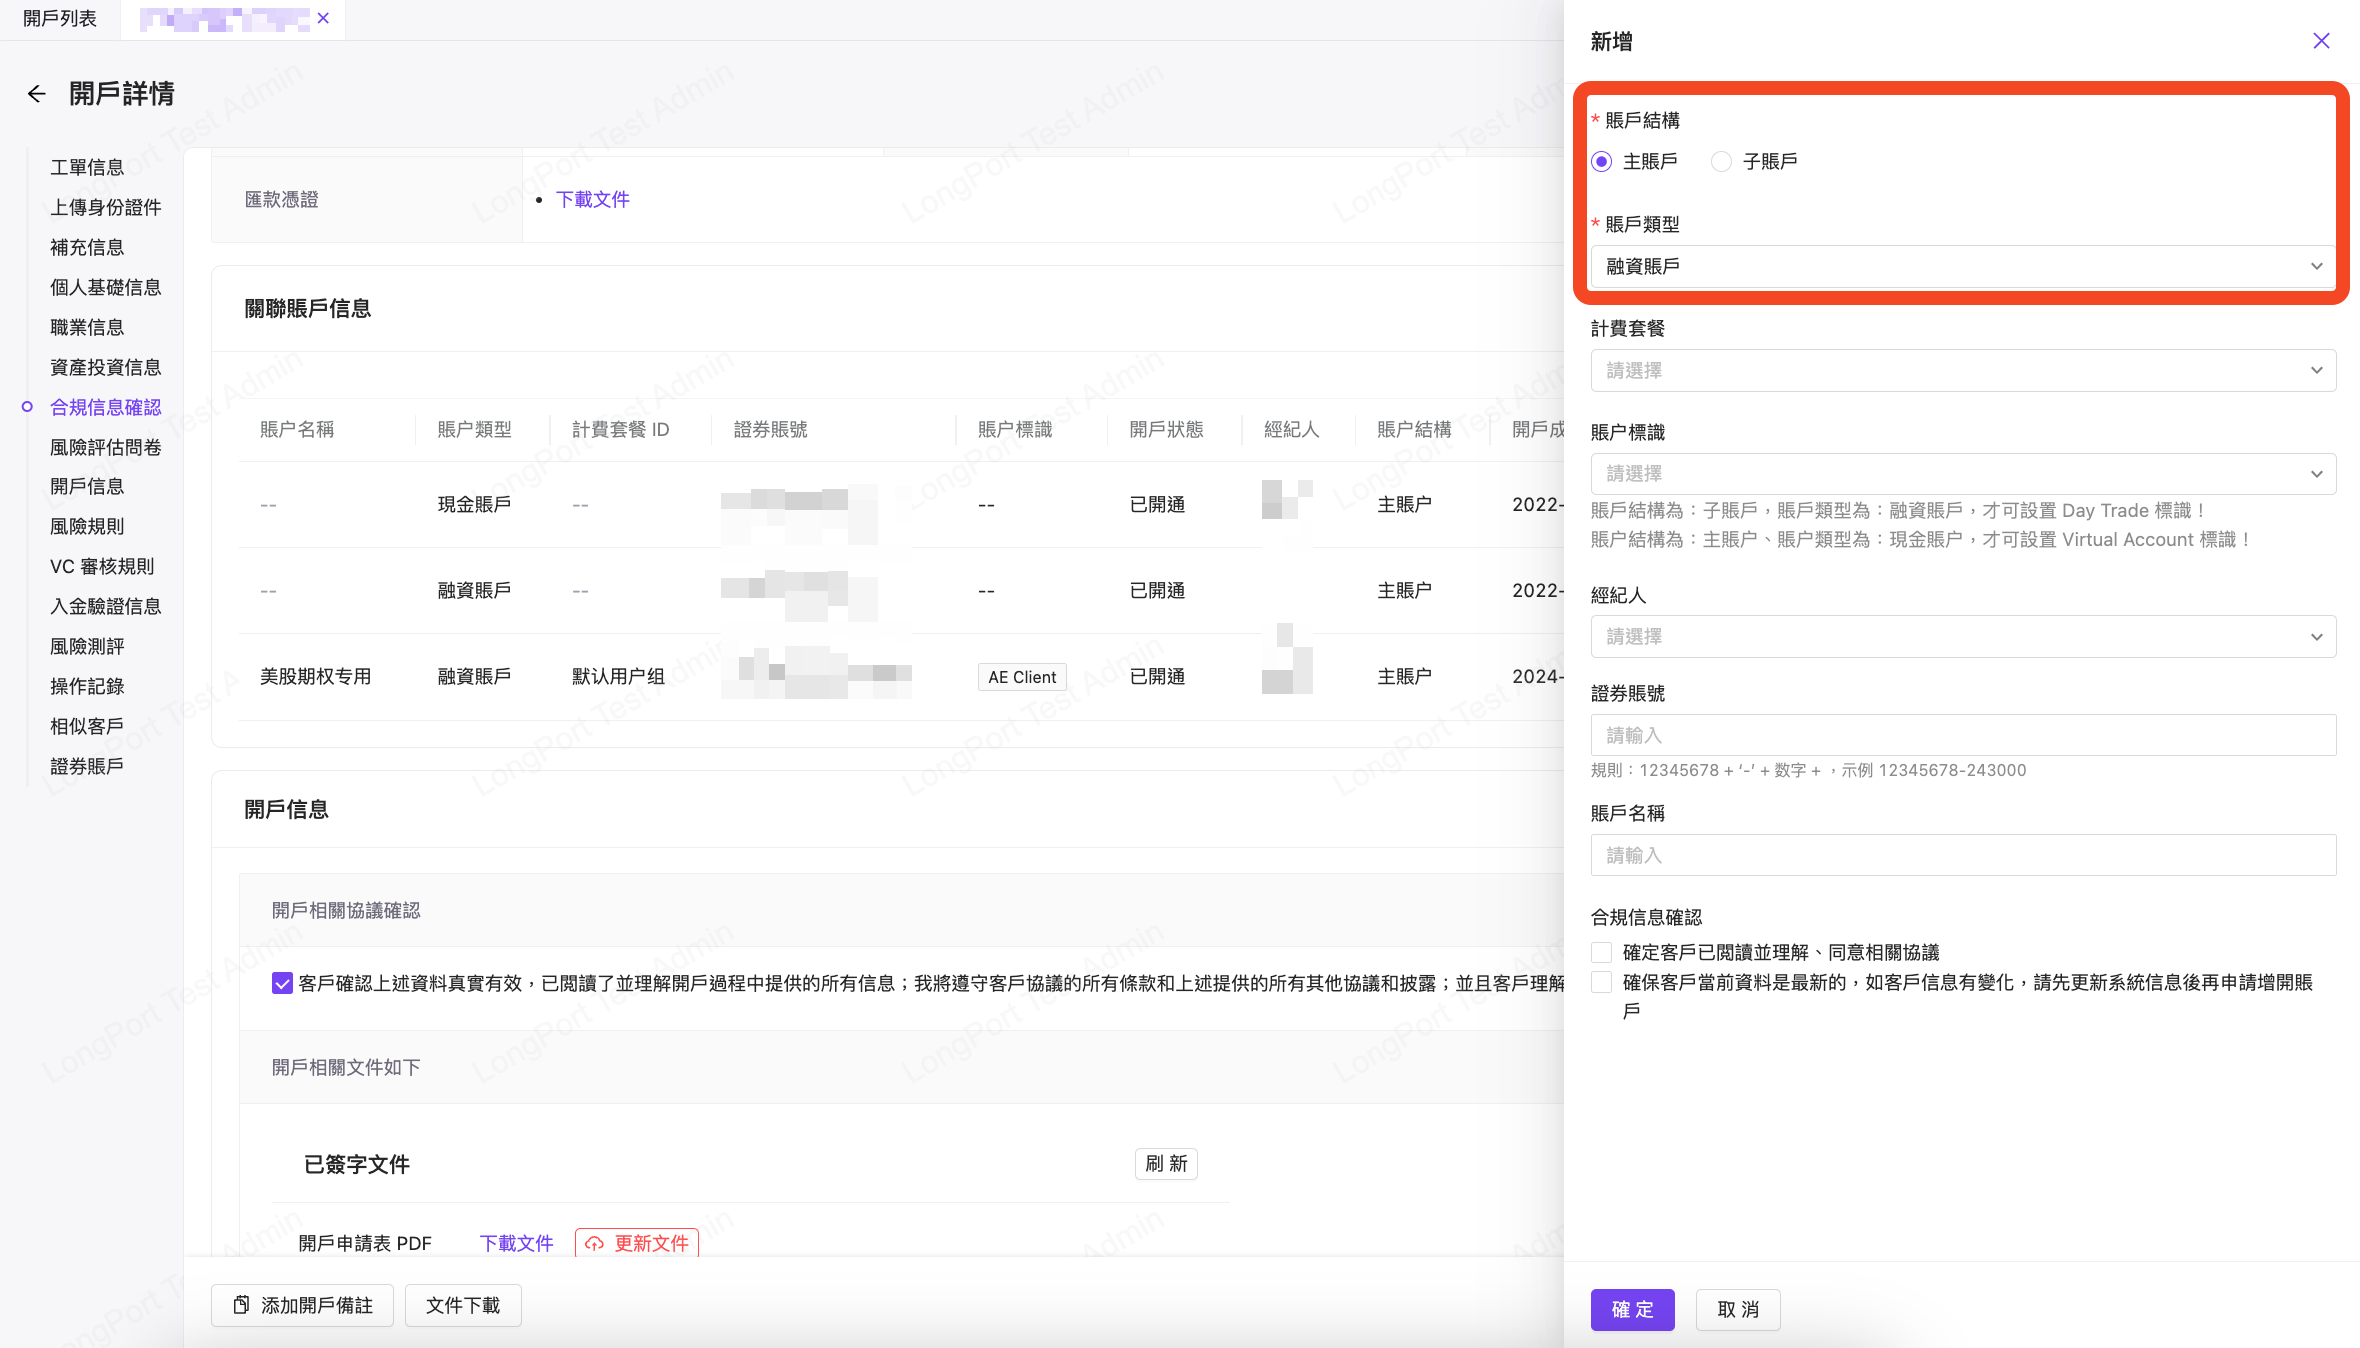 開戶列表
開戶詳情
工單信息
上傳身份證件
補充信息
個人基礎信息
職業信息
資產投資信息
合規信息確認
風險評估問卷
開戶信息
風險規則
VC 審核規則
入金驗證信息
風險測評
操作記錄
相似客戶
證券賬戶
匯款憑證
下載文件
關聯賬戶信息
賬户名稱 賬户類型 計費套餐 ID 證券賬號 賬戶標識 開戶狀態 經紀人 賬戶結構 開戶成
-- 現金賬戶 -- -- 已開通 主賬户 2022-
-- 融資賬戶 -- -- 已開通 主賬户 2022-
美股期权专用 融資賬戶 默认用户组 AE Client 已開通 主賬户 2024-
開戶信息
開戶相關協議確認
客戶確認上述資料真實有效，已閱讀了並理解開戶過程中提供的所有信息；我將遵守客戶協議的所有條款和上述提供的所有其他協議和披露；並且客戶理解
開戶相關文件如下
已簽字文件
刷 新
開戶申請表 PDF 下載文件 更新文件
添加開戶備註 文件下載
新增
* 賬戶結構
主賬戶 子賬戶
* 賬戶類型
融資賬戶
計費套餐
請選擇
賬户標識
請選擇
賬戶結構為：子賬戶，賬戶類型為：融資賬戶，才可設置 Day Trade 標識！
賬户結構為：主賬户、賬户類型為：現金賬户，才可設置 Virtual Account 標識！
經紀人
請選擇
證券賬號
請輸入
規則：12345678 + ‘-’ + 数字 + ，示例 12345678-243000
賬戶名稱
請輸入
合規信息確認
確定客戶已閲讀並理解、同意相關協議
確保客戶當前資料是最新的，如客戶信息有變化，請先更新系統信息後再申請增開賬
戶
確 定 取 消
LongPort Test Admin